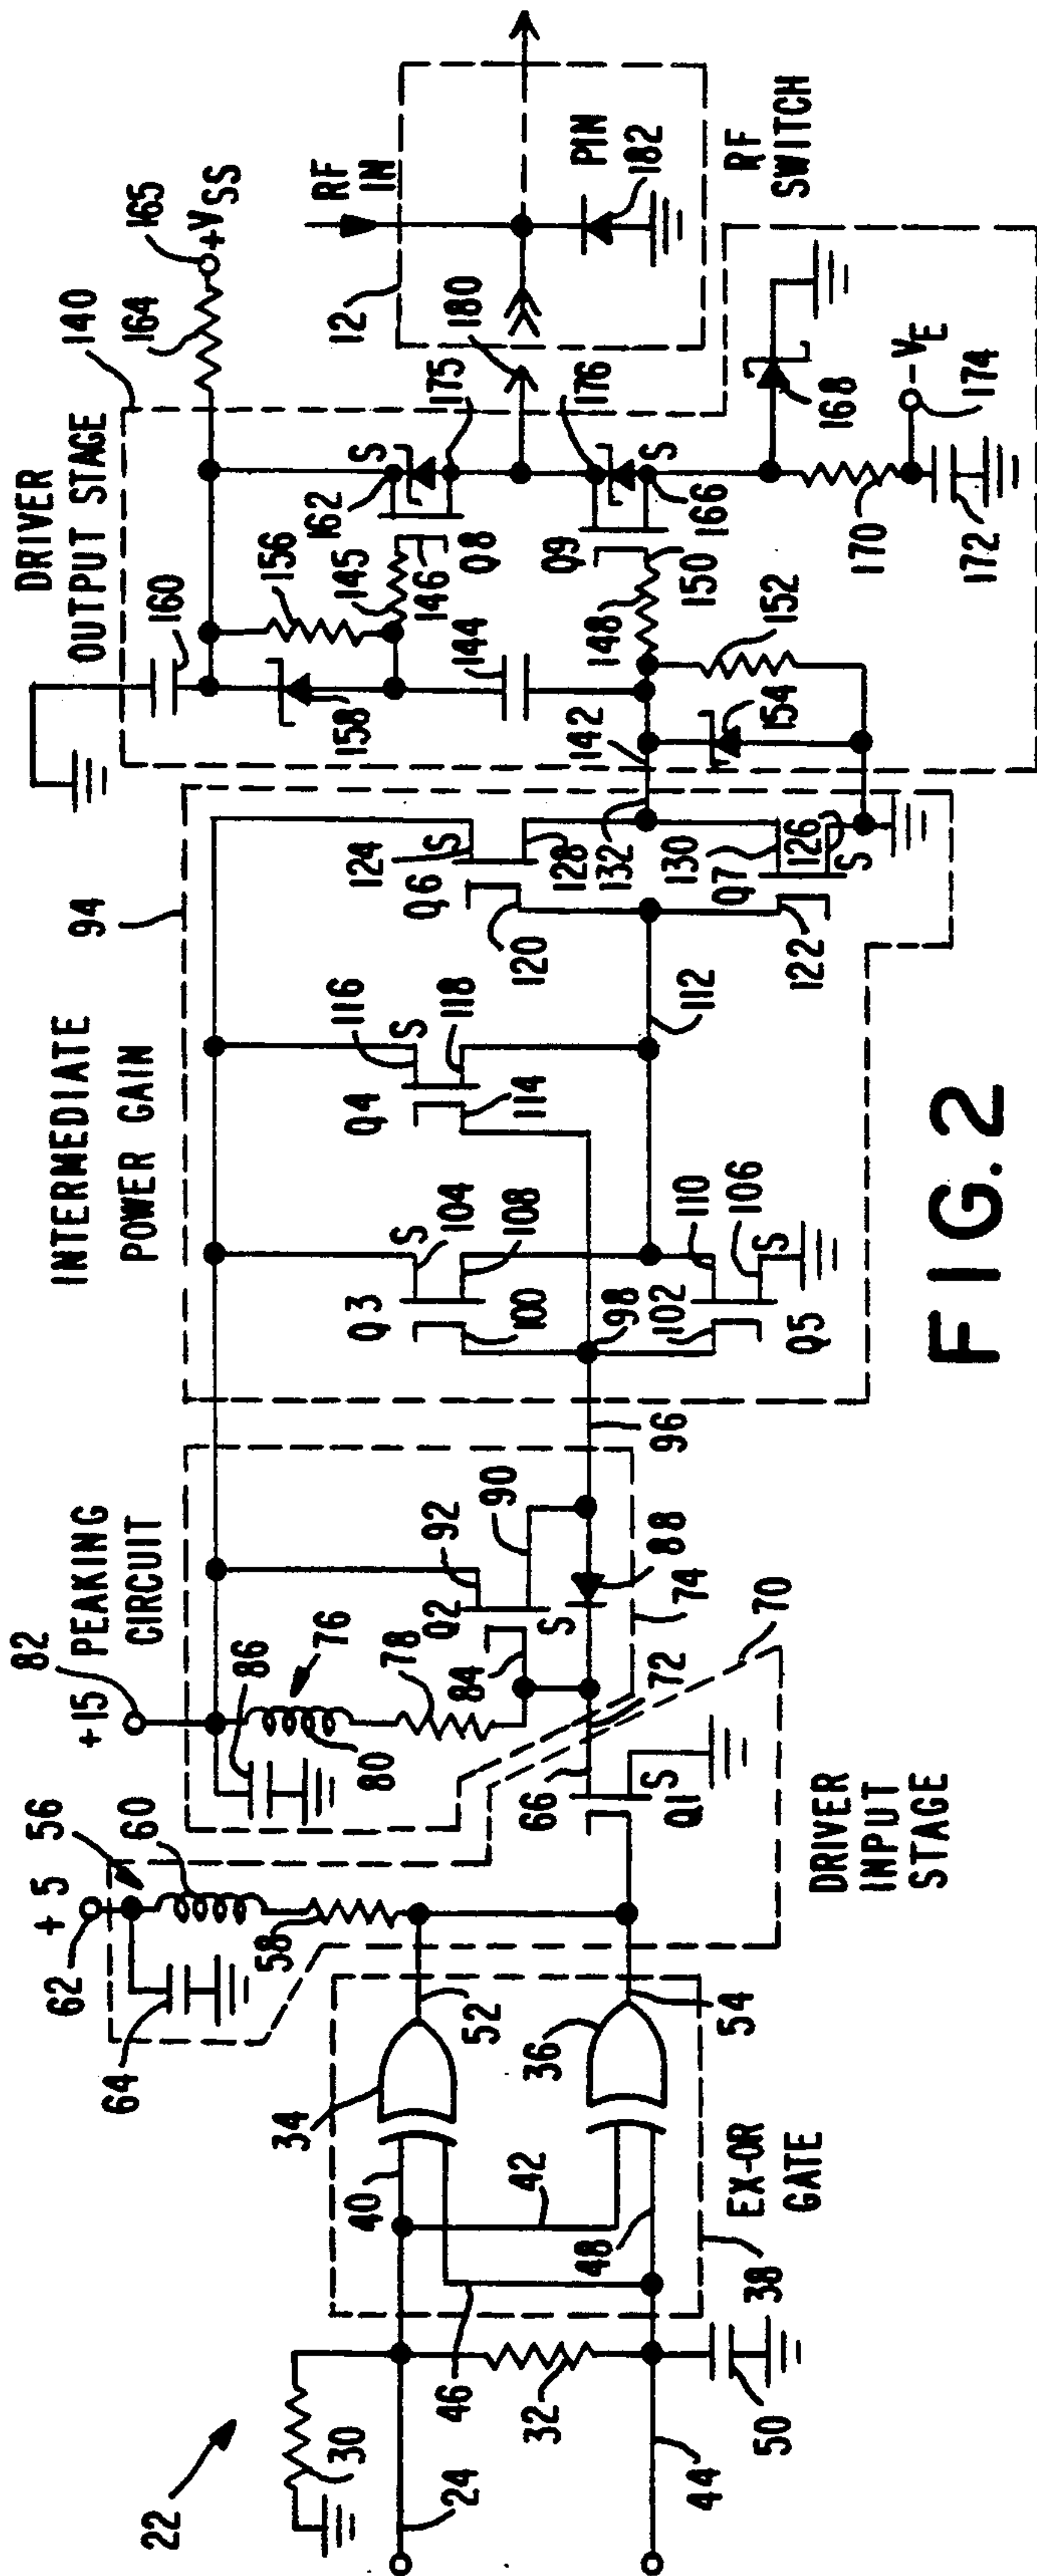 22
24
30
44
46
32
50
40
42
48
38
EX-OR
GATE
34
36
52
54
64
62
+ 5
56
60
58
DRIVER
INPUT
STAGE
70
66
Q1
S
72
82
+15
PEAKING
CIRCUIT
86
76
80
78
84
Q2
S
92
90
88
74
96
INTERMEDIATE
POWER GAIN
94
98
Q3
S
100
104
108
102
110
106
Q5
S
Q4
S
116
118
114
112
Q6
S
124
120
128
132
130
Q7
122
126
S
142
DRIVER
OUTPUT STAGE
140
160
158
156
144
145
146
Q8
S
162
164
165
+VSS
148
150
152
154
Q9
S
166
175
176
180
168
170
172
174
-VE
12
RF
IN
PIN
182
RF
SWITCH
FIG. 2